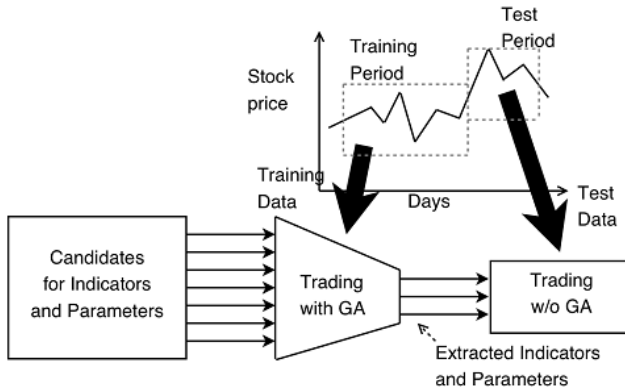 Test
Period
Training
Period
Stock
price
Training
Data
Days
Test
Data
Candidates
for Indicators
and Parameters
Trading
with GA
Trading
w/o GA
Extracted Indicators
and Parameters